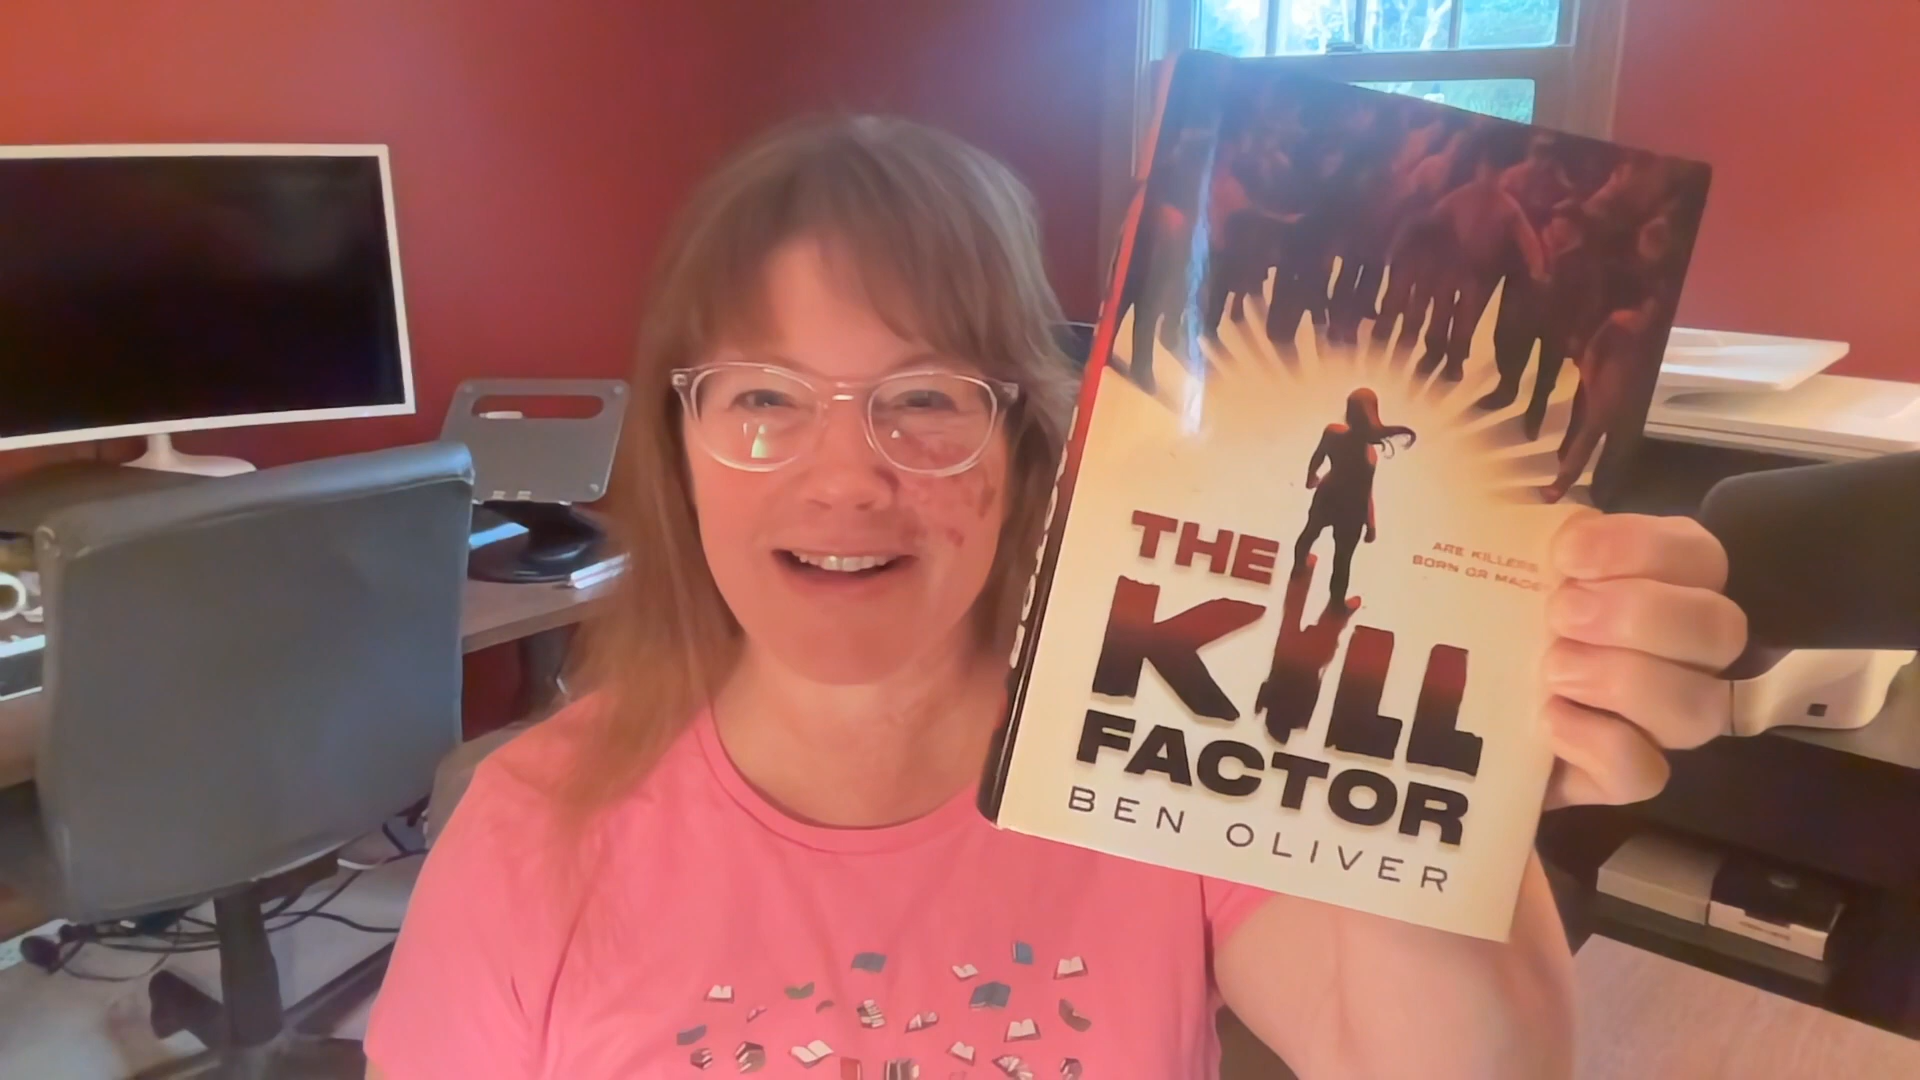 ARE KILLERS
BORN OR MADE
THE
KILL
FACTOR
BEN OLIVER